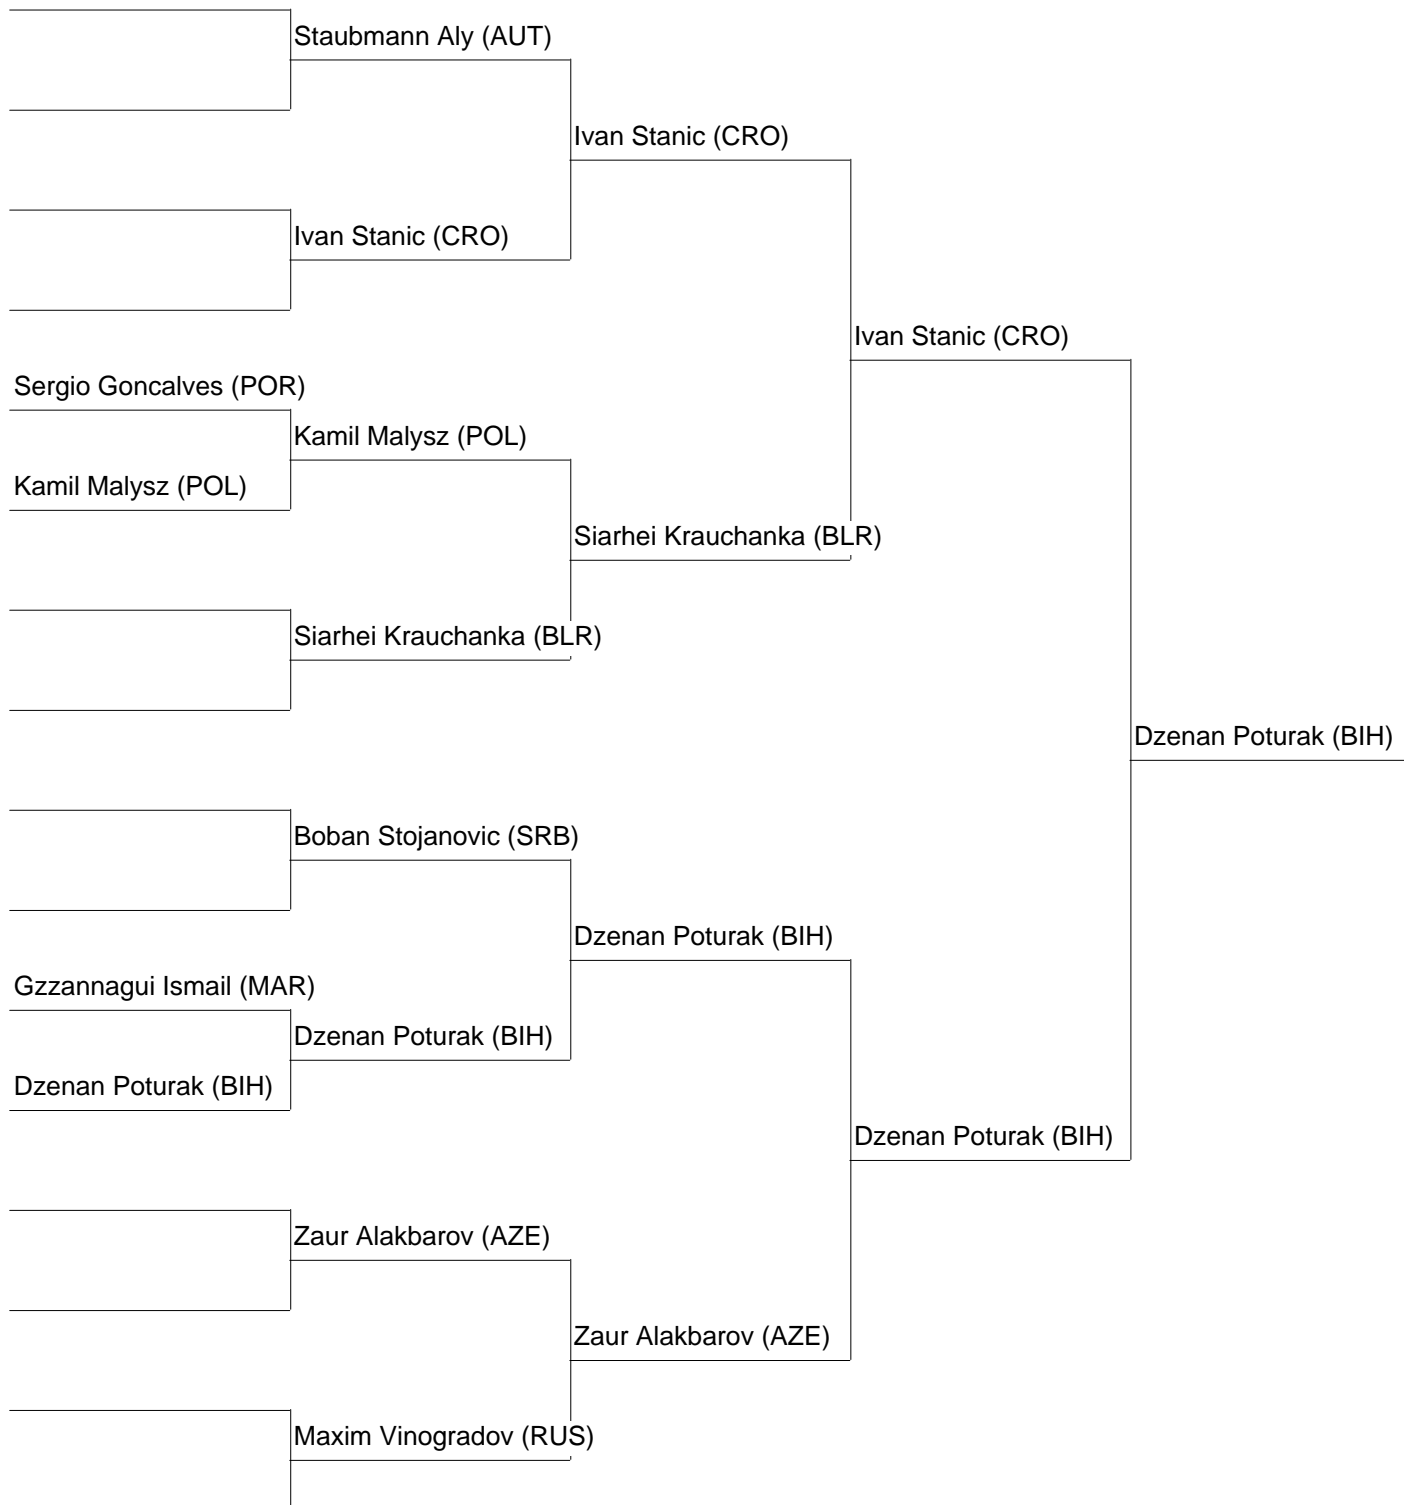 Staubmann Aly (AUT)
Ivan Stanic (CRO)
Ivan Stanic (CRO)
Ivan Stanic (CRO)
Sergio Goncalves (POR)
Kamil Malysz (POL)
Kamil Malysz (POL)
Siarhei Krauchanka (BLR)
Siarhei Krauchanka (BLR)
Dzenan Poturak (BIH)
Boban Stojanovic (SRB)
Dzenan Poturak (BIH)
Gzzannagui Ismail (MAR)
Dzenan Poturak (BIH)
Dzenan Poturak (BIH)
Dzenan Poturak (BIH)
Zaur Alakbarov (AZE)
Zaur Alakbarov (AZE)
Maxim Vinogradov (RUS)